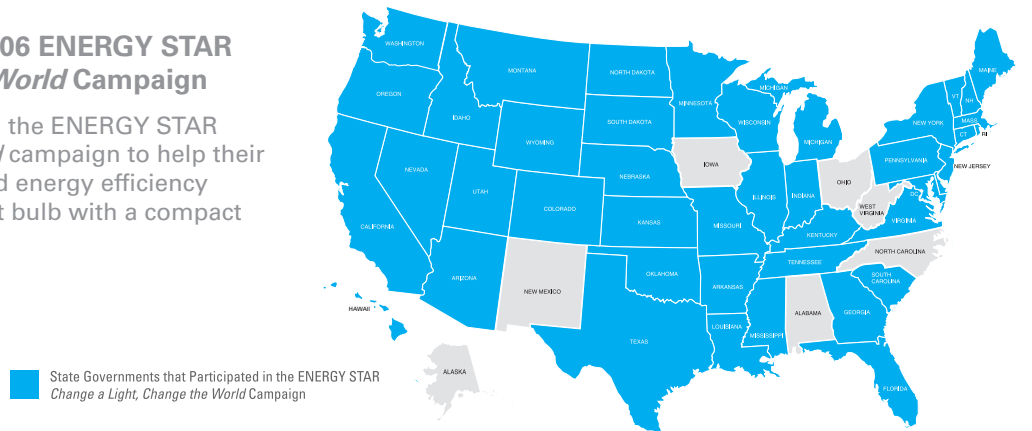 06 ENERGY STAR
World Campaign
the ENERGY STAR
campaign to help their
energy efficiency
bulb with a compact
WASHINGTON
OREGON
CALIFORNIA
NEVADA
IDAHO
MONTANA
WYOMING
UTAH
COLORADO
ARIZONA
NEW MEXICO
NORTH DAKOTA
SOUTH DAKOTA
NEBRASKA
KANSAS
OKLAHOMA
TEXAS
MINNESOTA
IOWA
MISSOURI
ARKANSAS
LOUISIANA
WISCONSIN
ILLINOIS
MICHIGAN
MICHIGAN
INDIANA
OHIO
KENTUCKY
TENNESSEE
MISSISSIPPI
ALABAMA
GEORGIA
FLORIDA
SOUTH
CAROLINA
NORTH CAROLINA
VIRGINIA
WEST
VIRGINIA
DC
PENNSYLVANIA
NEW JERSEY
NEW YORK
CT
RI
MASS
VT
NH
MAINE
HAWAII
ALASKA
State Governments that Participated in the ENERGY STAR
Change a Light, Change the World Campaign